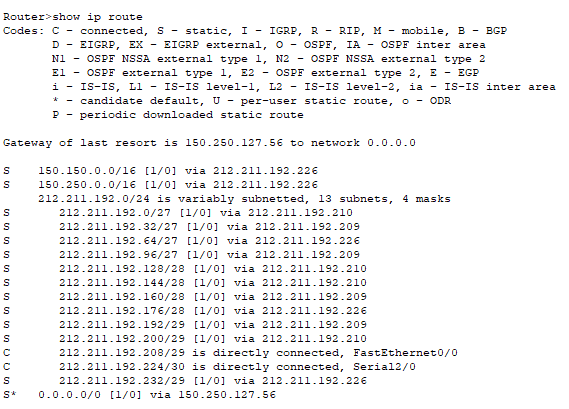 Router>show ip route
Codes: C - connected, S - static, I - IGRP, R - RIP, M - mobile, B - BGP
D - EIGRP, EX - EIGRP external, O - OSPF, IA - OSPF inter area
N1 - OSPF NSSA external type 1, N2 - OSPF NSSA external type 2
E1 - OSPF external type 1, E2 - OSPF external type 2, E - EGP
i - IS-IS, L1 - IS-IS level-1, L2 - IS-IS level-2, ia - IS-IS inter area
* - candidate default, U - per-user static route, o - ODR
P - periodic downloaded static route
Gateway of last resort is 150.250.127.56 to network 0.0.0.0
S 150.150.0.0/16 [1/0] via 212.211.192.226
S 150.250.0.0/16 [1/0] via 212.211.192.226
212.211.192.0/24 is variably subnetted, 13 subnets, 4 masks
S 212.211.192.0/27 [1/0] via 212.211.192.210
S 212.211.192.32/27 [1/0] via 212.211.192.209
S 212.211.192.64/27 [1/0] via 212.211.192.226
S 212.211.192.96/27 [1/0] via 212.211.192.209
S 212.211.192.128/28 [1/0] via 212.211.192.210
S 212.211.192.144/28 [1/0] via 212.211.192.210
S 212.211.192.160/28 [1/0] via 212.211.192.209
S 212.211.192.176/28 [1/0] via 212.211.192.226
S 212.211.192.192/29 [1/0] via 212.211.192.209
S 212.211.192.200/29 [1/0] via 212.211.192.210
C 212.211.192.208/29 is directly connected, FastEthernet0/0
C 212.211.192.224/30 is directly connected, Serial2/0
S 212.211.192.232/29 [1/0] via 212.211.192.226
S* 0.0.0.0/0 [1/0] via 150.250.127.56